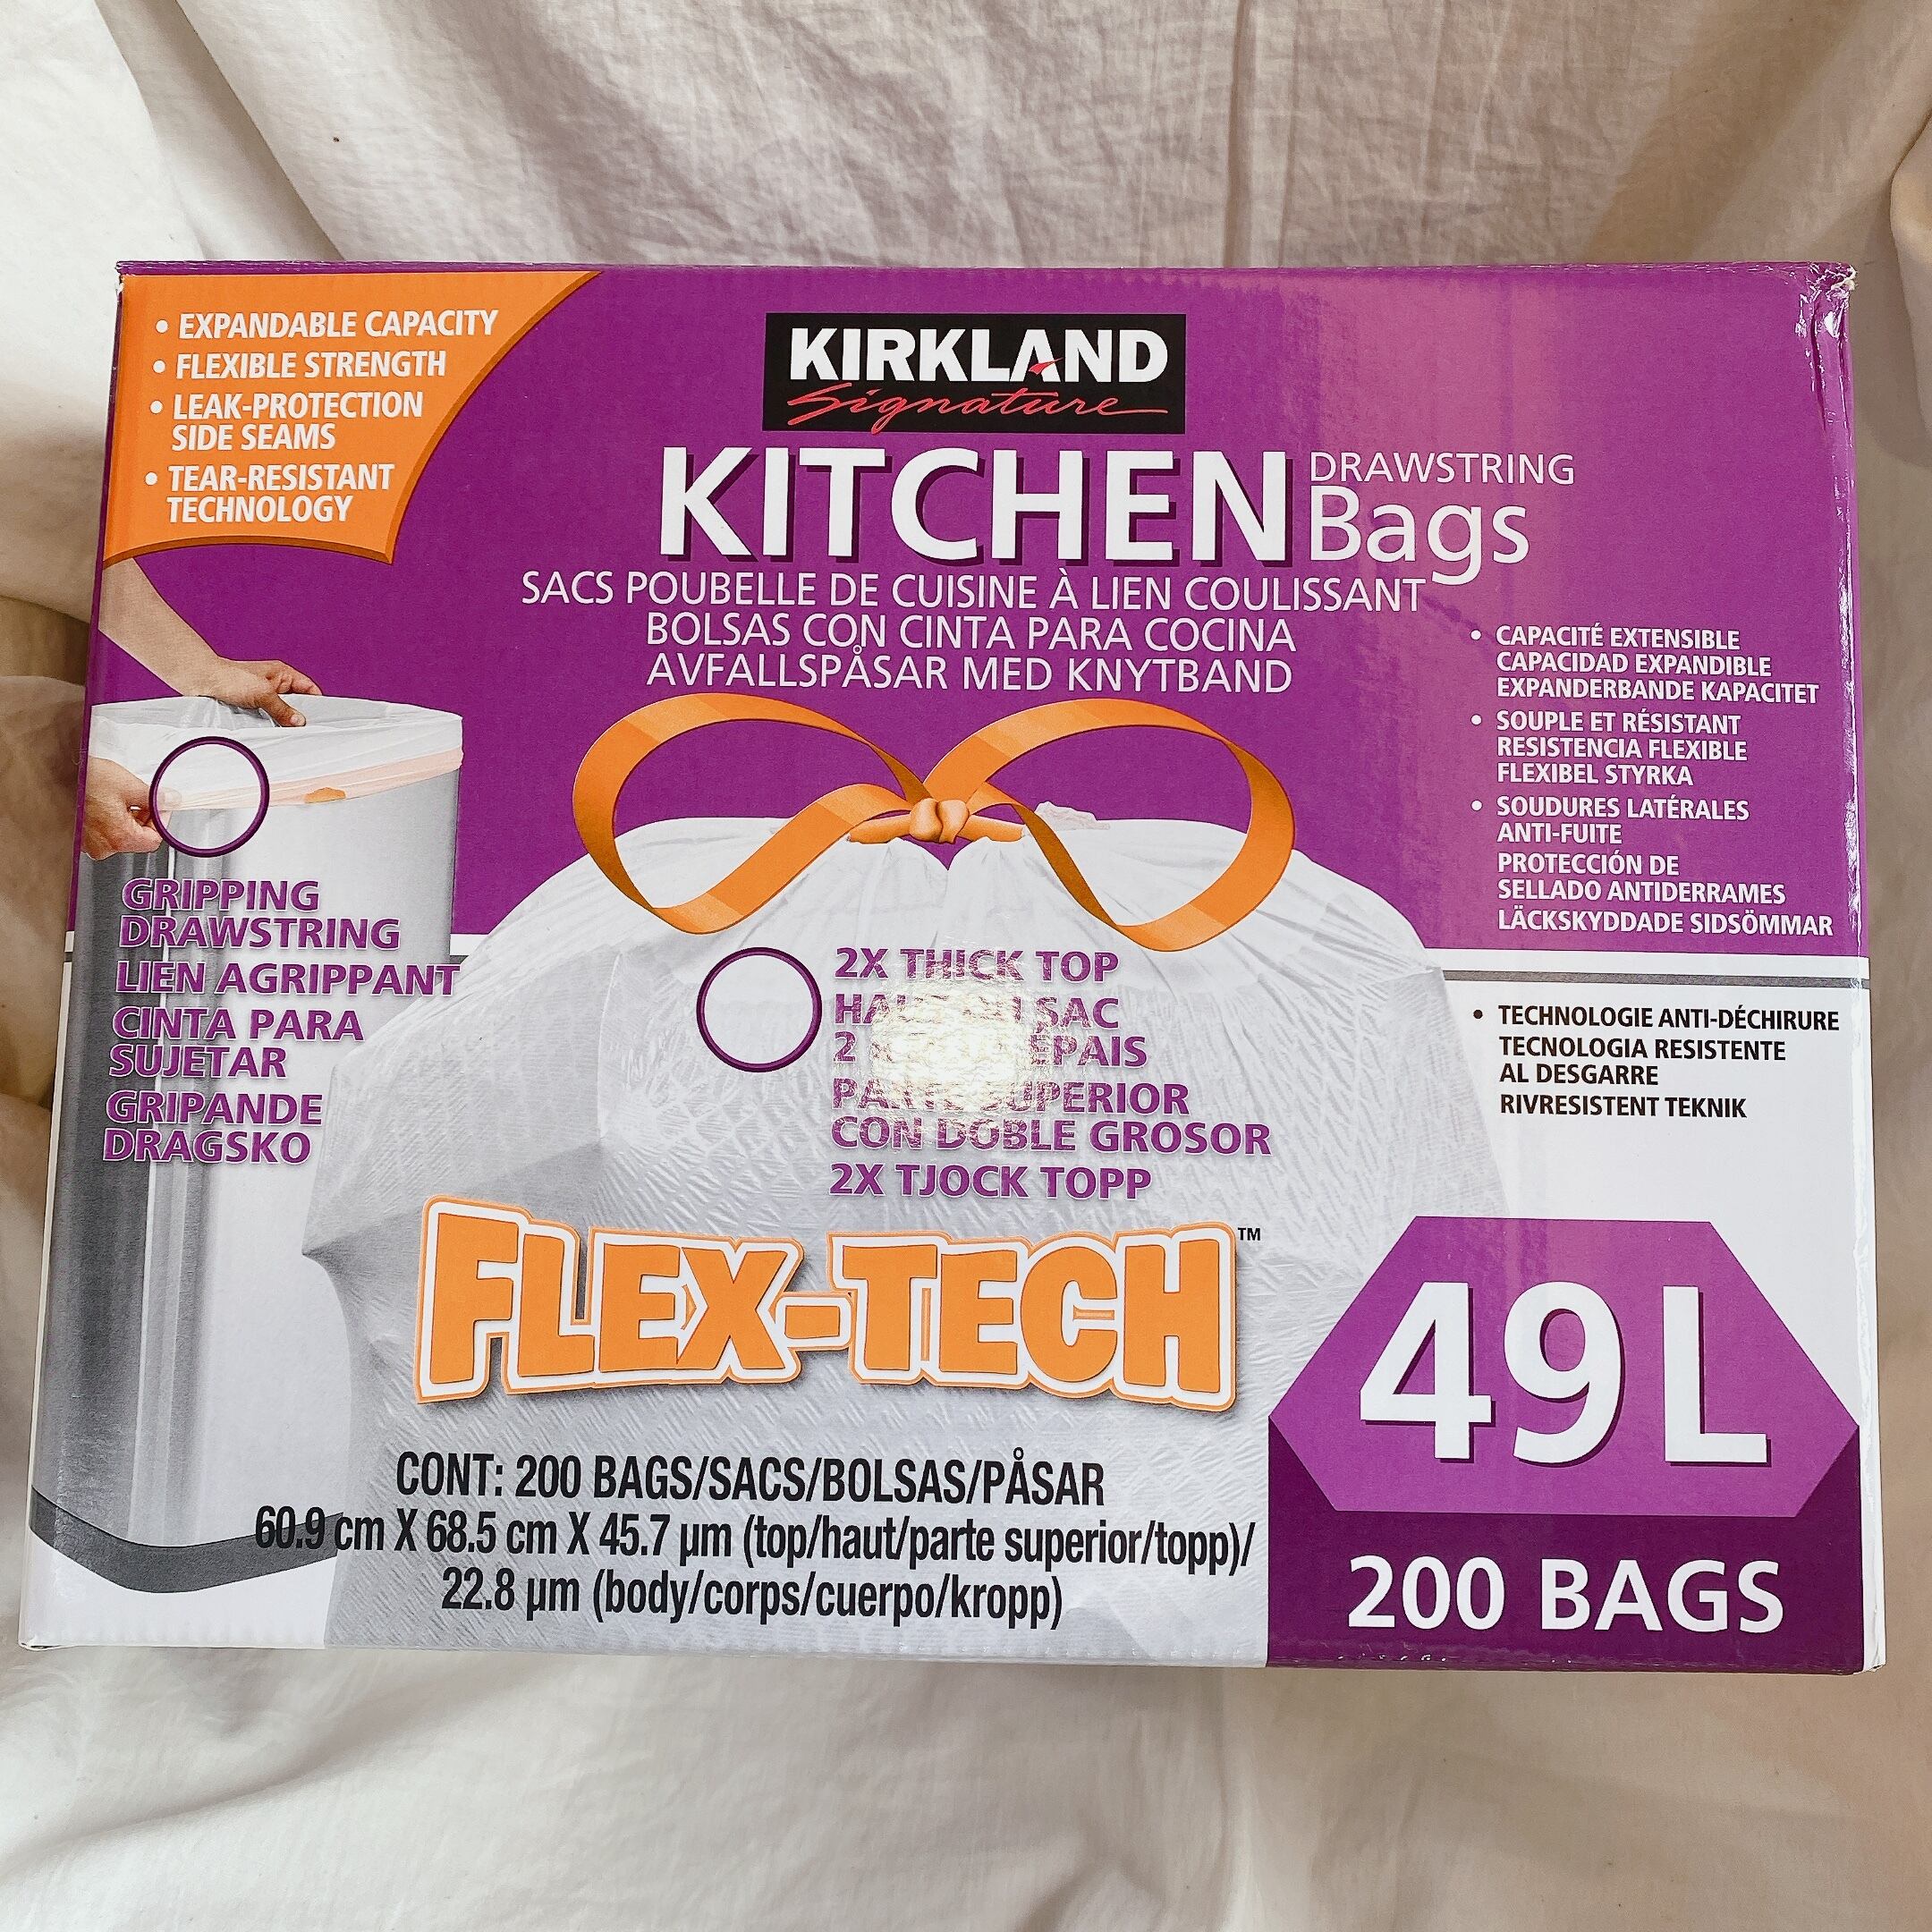 • EXPANDABLE CAPACITY
• FLEXIBLE STRENGTH
• LEAK-PROTECTION
SIDE SEAMS
• TEAR-RESISTANT
TECHNOLOGY
KIRKLAND
Signature
KITCHEN
DRAWSTRING
Bags
SACS POUBELLE DE CUISINE À LIEN COULISSANT
BOLSAS CON CINTA PARA COCINA
AVFALLSPÅSAR MED KNYTBAND
• CAPACITÉ EXTENSIBLE
CAPACIDAD EXPANDIBLE
EXPANDERBANDE KAPACITET
• SOUPLE ET RÉSISTANT
RESISTENCIA FLEXIBLE
FLEXIBEL STYRKA
• SOUDURES LATÉRALES
ANTI-FUITE
PROTECCIÓN DE
SELLADO ANTIDERRAMES
LÄCKSKYDDADE SIDSÖMMAR
• TECHNOLOGIE ANTI-DÉCHIRURE
TECNOLOGIA RESISTENTE
AL DESGARRE
RIVRESISTENT TEKNIK
GRIPPING
DRAWSTRING
LIEN AGRIPPANT
CINTA PARA
SUJETAR
GRIPANDE
DRAGSKO
2X THICK TOP
SAC
2 ÉPAIS
PARTE SUPERIOR
CON DOBLE GROSOR
2X TJOCK TOPP
FLEX-TECH™
CONT: 200 BAGS/SACS/BOLSAS/PÅSAR
60.9 cm X 68.5 cm X 45.7 µm (top/haut/parte superior/topp)/
22.8 µm (body/corps/cuerpo/kropp)
49L
200 BAGS